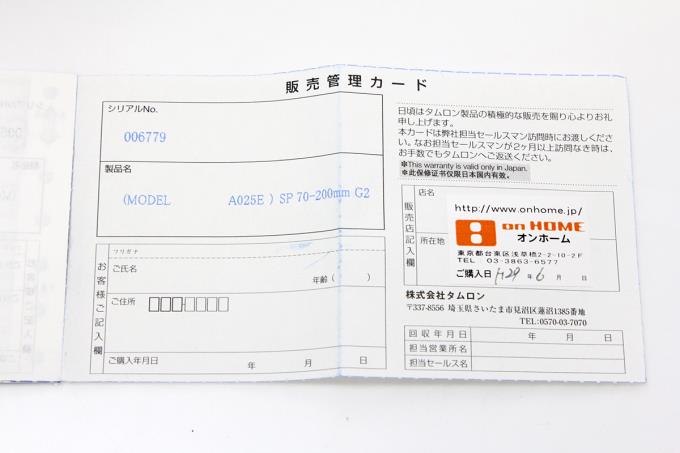 販売管理カード
シリアルNo.
006779
製品名
(MODEL A025E ) SP 70-200mm G2
お客様ご記入欄
フリガナ
ご氏名
年齢 ( )
ご住所
ご購入年月日 年 月 日
日頃はタムロン製品の積極的な販売を賜り心よりお礼
申し上げます。
本カードは弊社担当セールスマン訪問時にお渡しくださ
い。なお担当セールスマンが2ヶ月以上訪問なき時は、
お手数でもタムロンへご返送ください。
※This warranty is valid only in Japan.
※此保修证书仅限日本国内有效。
販売店記入欄
店名
所在地
http://www.onhome.jp/
on HOME
オンホーム
東京都台東区浅草橋2-2-10-2F
TEL 03-3863-6577
ご購入日 H29 年 6 月 日
株式会社タムロン
〒337-8556 埼玉県さいたま市見沼区蓮沼1385番地
TEL:0570-03-7070
回収年月日 年 月 日
担当営業所名
担当セールス名